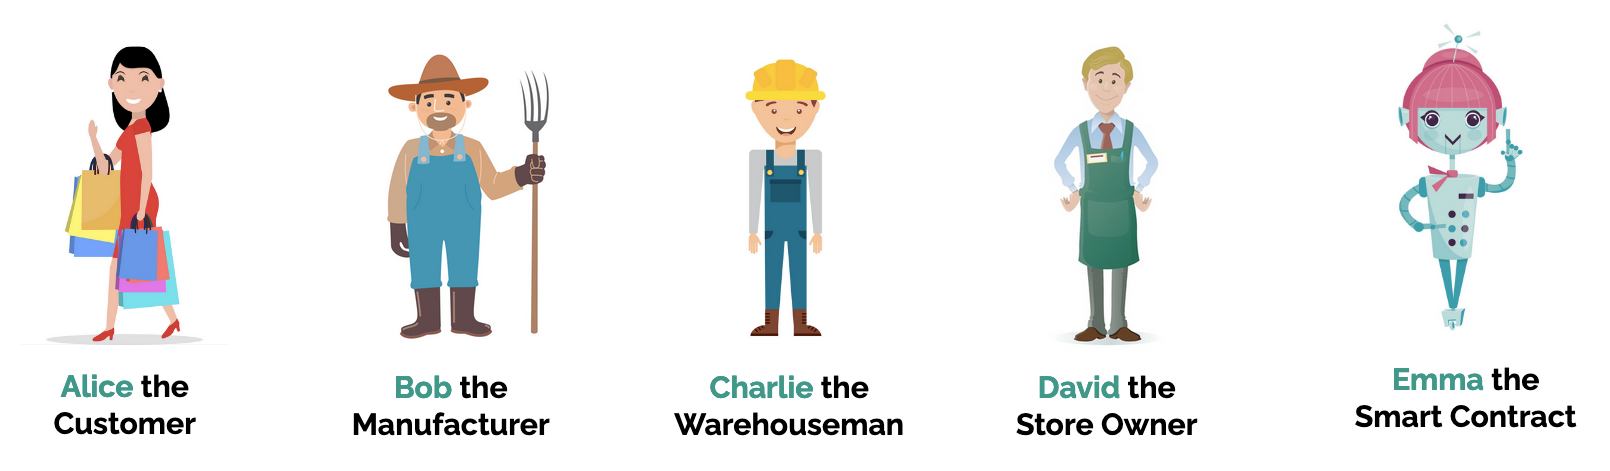 Alice the
Customer
Bob the
Manufacturer
Charlie the
Warehouseman
David the
Store Owner
Emma the
Smart Contract